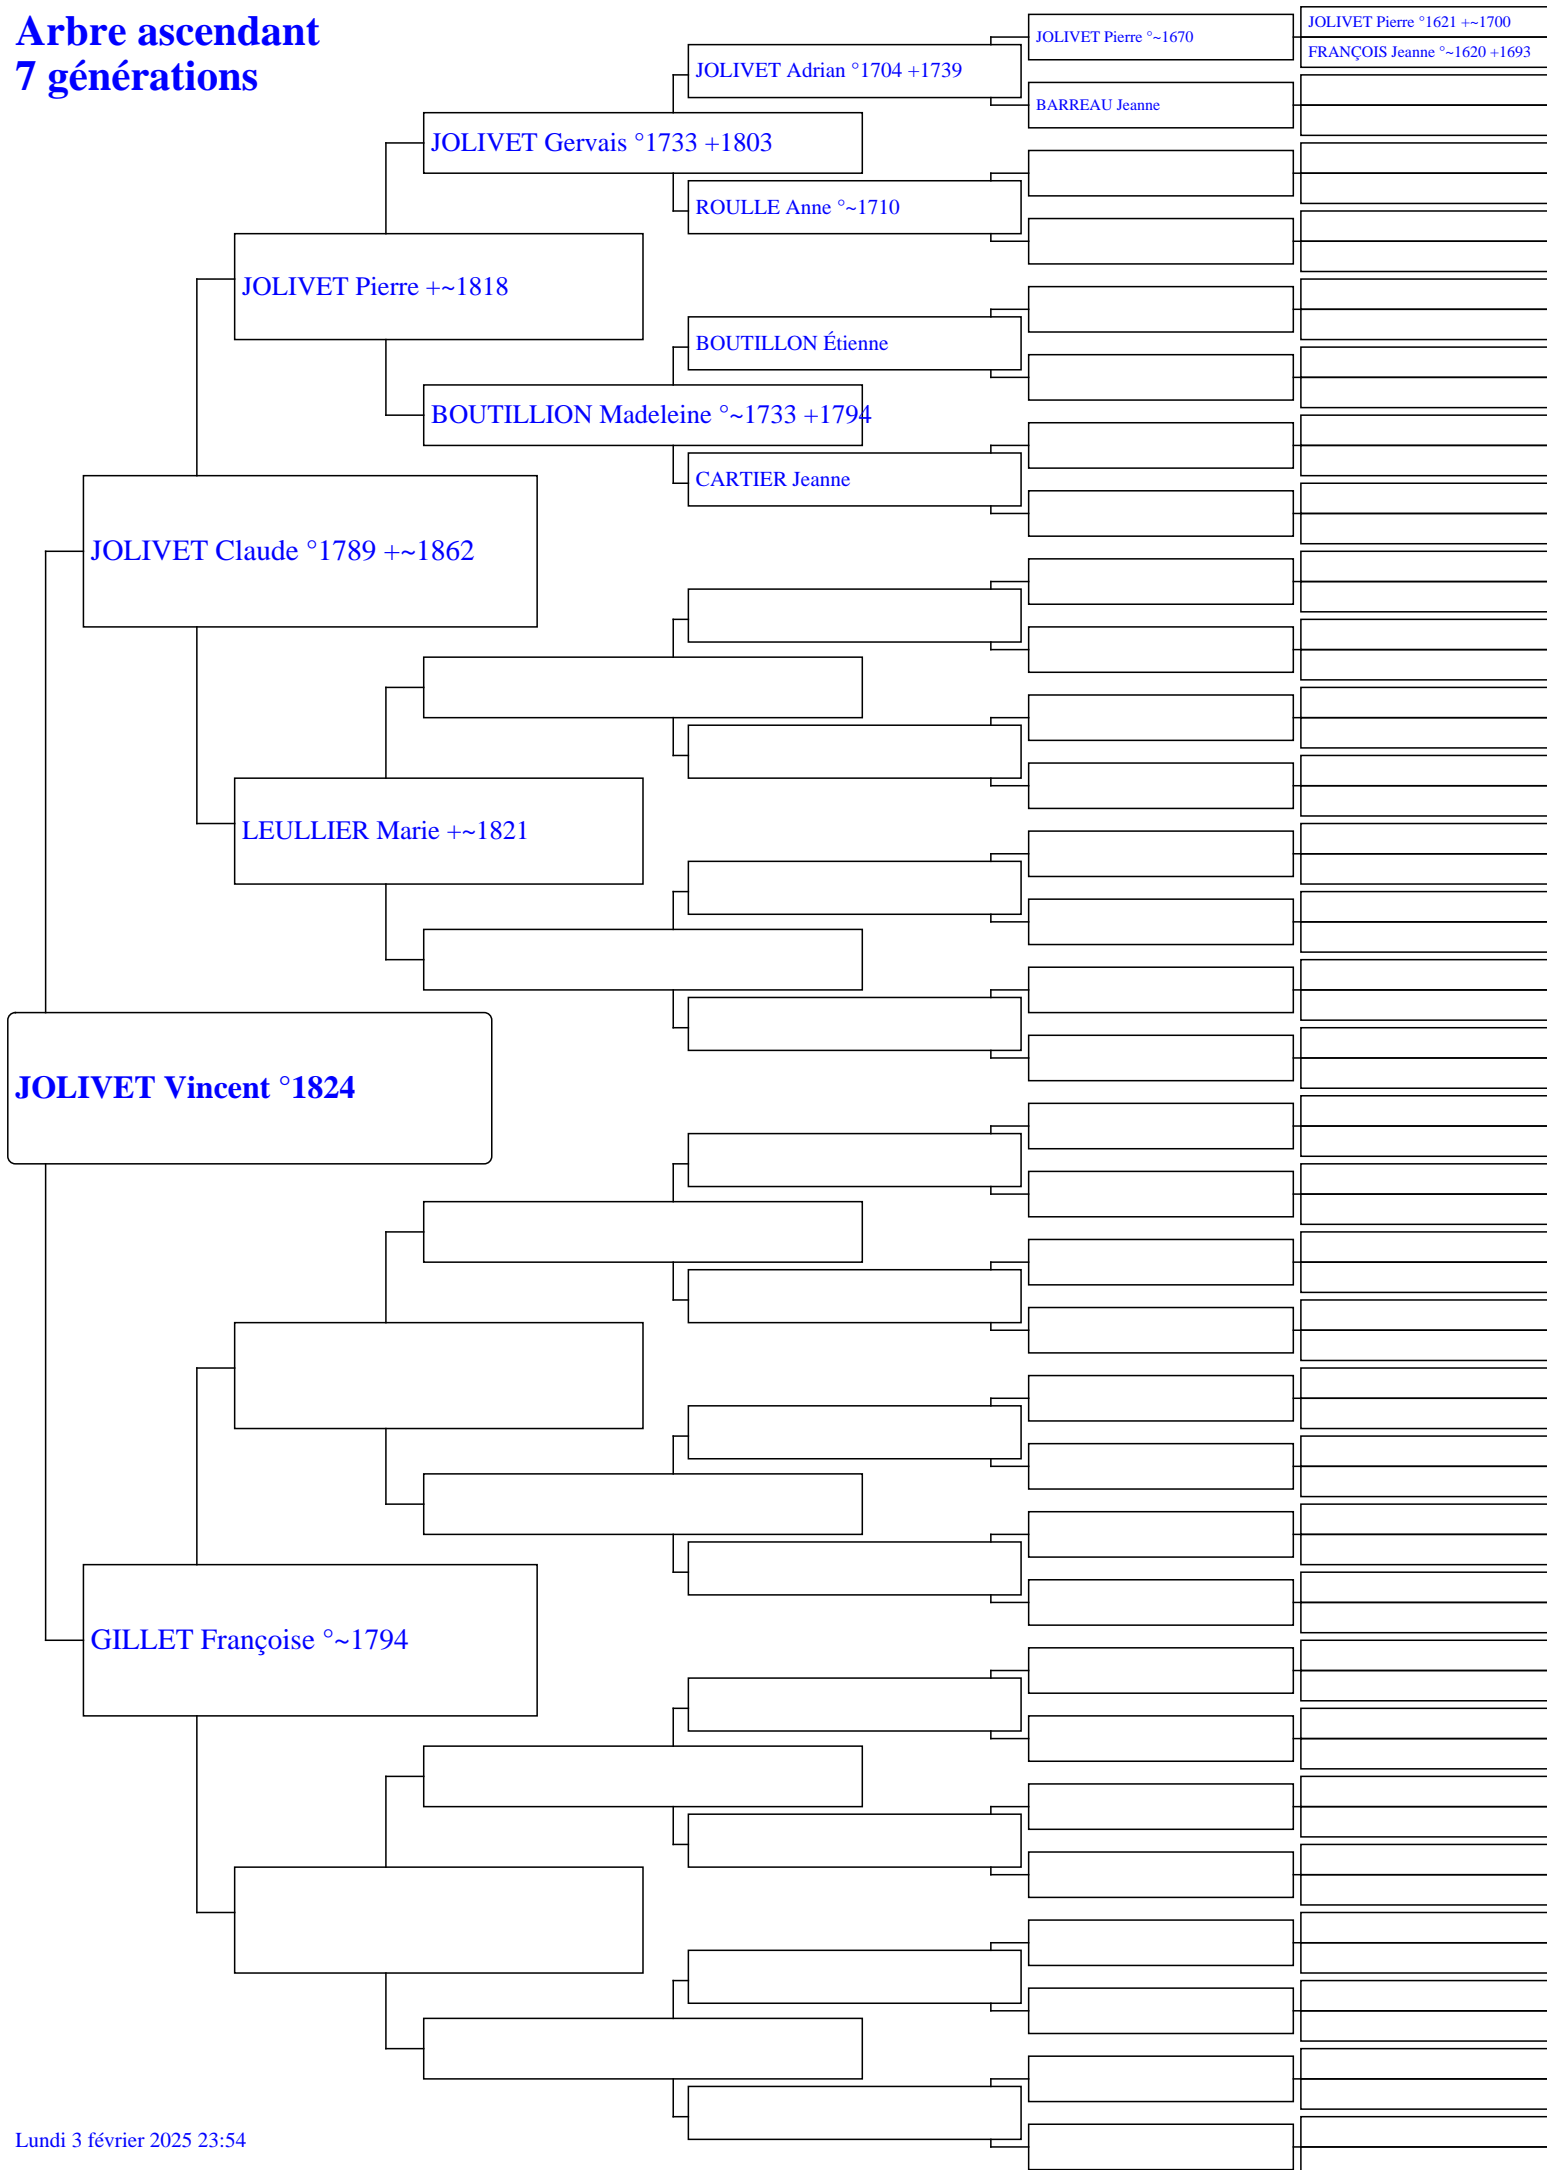 Arbre ascendant
7 générations
JOLIVET Pierre °1621 +~1700
JOLIVET Pierre °~1670
FRANÇOIS Jeanne °~1620 +1693
JOLIVET Adrian °1704 +1739
BARREAU Jeanne
JOLIVET Gervais °1733 +1803
ROULLE Anne °~1710
JOLIVET Pierre +~1818
BOUTILLON Étienne
BOUTILLION Madeleine °~1733 +1794
CARTIER Jeanne
JOLIVET Claude °1789 +~1862
LEULLIER Marie +~1821
JOLIVET Vincent °1824
GILLET Françoise °~1794
Lundi 3 février 2025 23:54